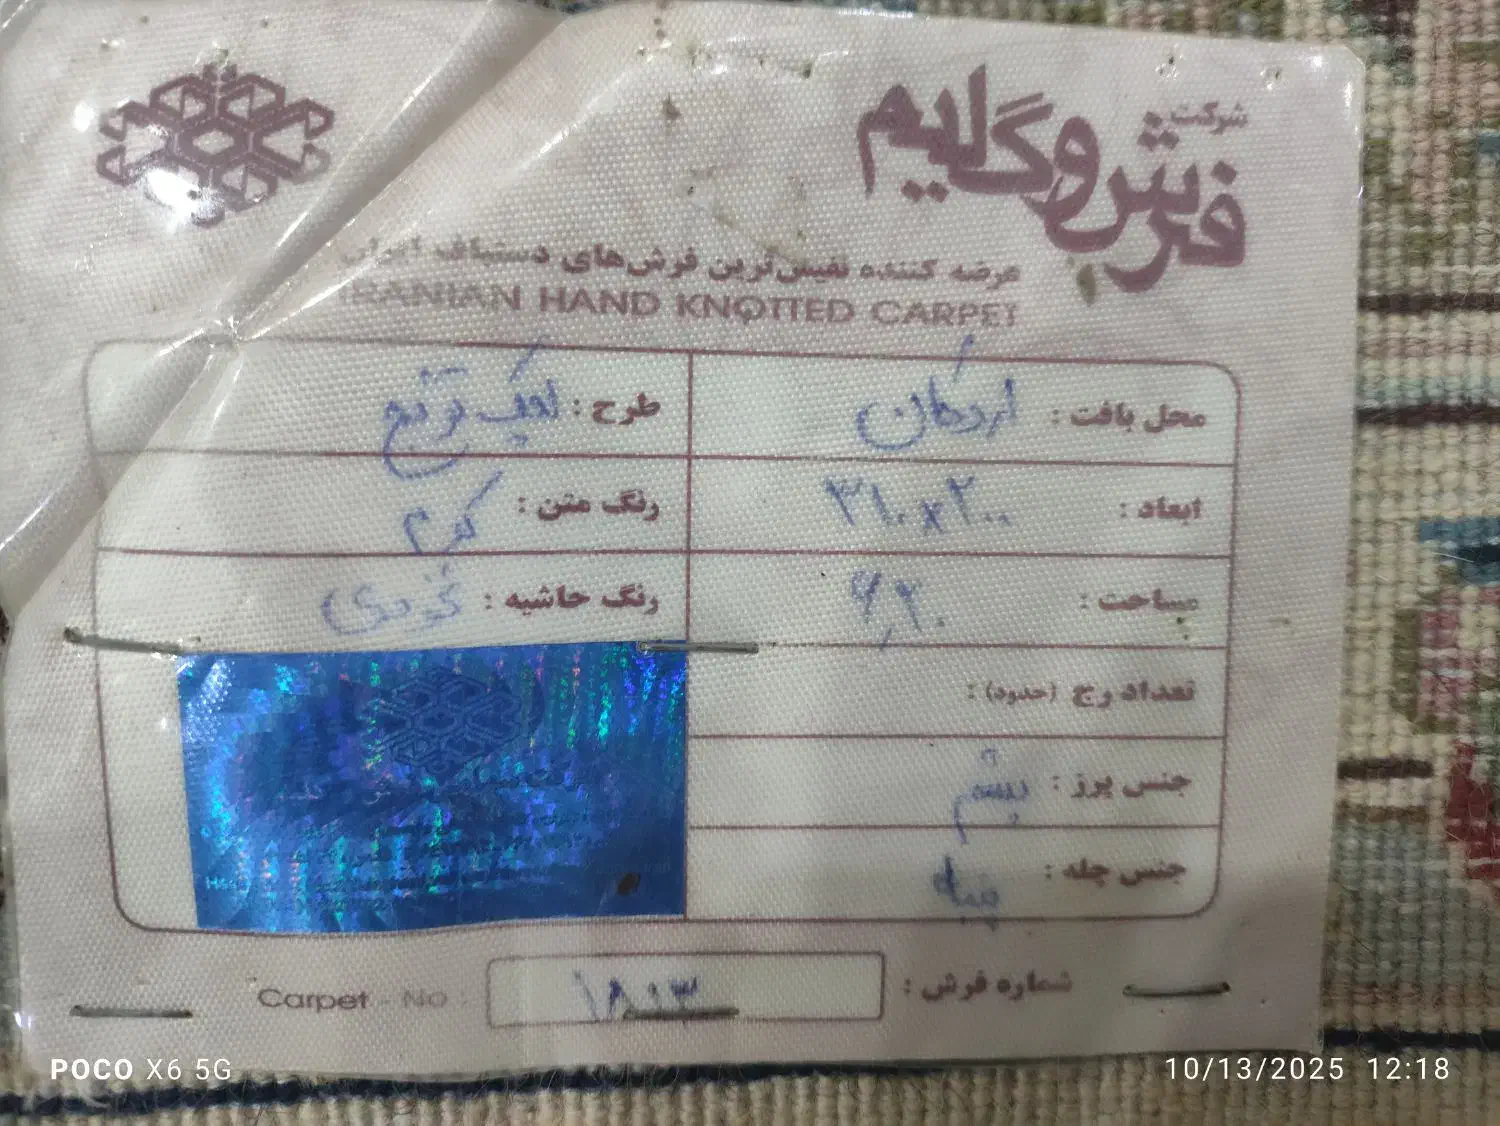 شرکت
فرش و گلیم
عرضه کننده نفیس‌ترین فرش‌های دستباف ایران
IRANIAN HAND KNOTTED CARPET
محل بافت : اردکان
طرح : لچک ترنج
ابعاد : ۳۱۰x۲۰۰
رنگ متن : کرم
مساحت : ۶,۲۰
رنگ حاشیه :
تعداد رج (حدود) :
جنس پرز : پشم
جنس چله : پنبه
شماره فرش :
Carpet - No :
POCO X6 5G
10/13/2025 12:18